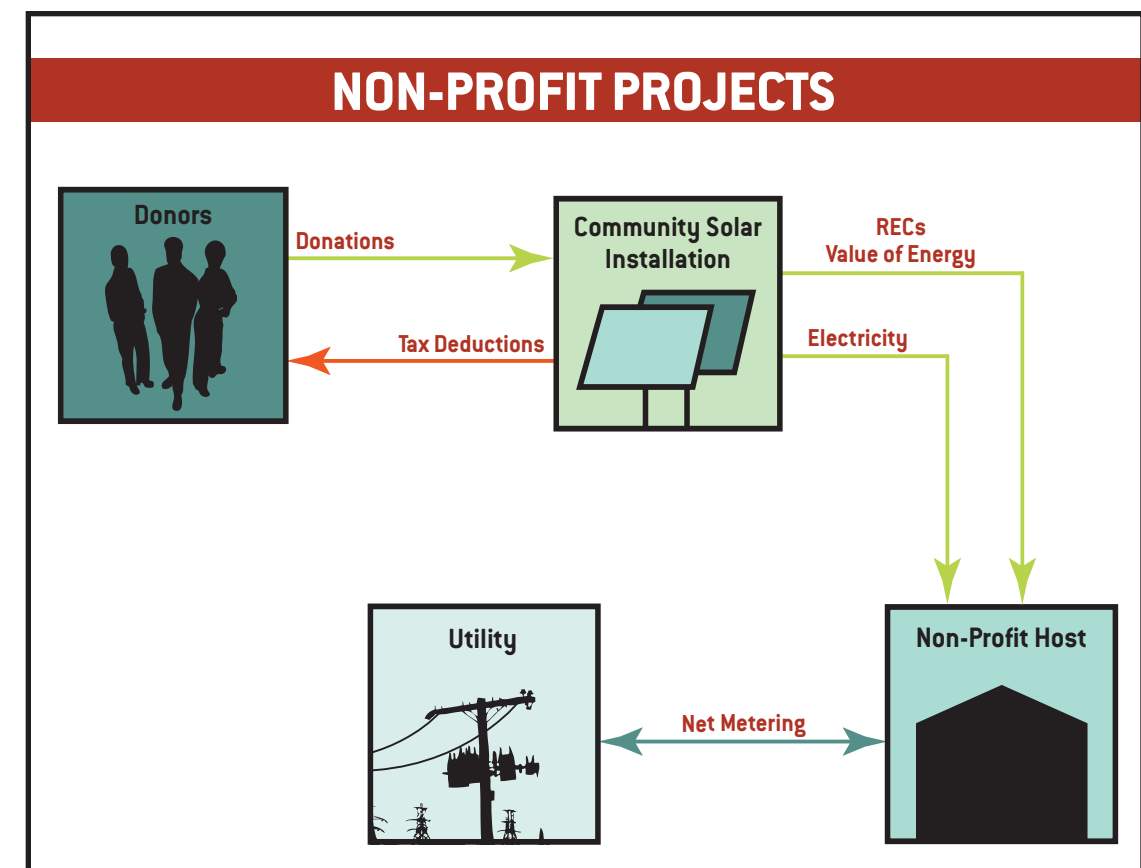 NON-PROFIT PROJECTS
Donors
Donations
Tax Deductions
Community Solar
Installation
RECs
Value of Energy
Electricity
Utility
Net Metering
Non-Profit Host